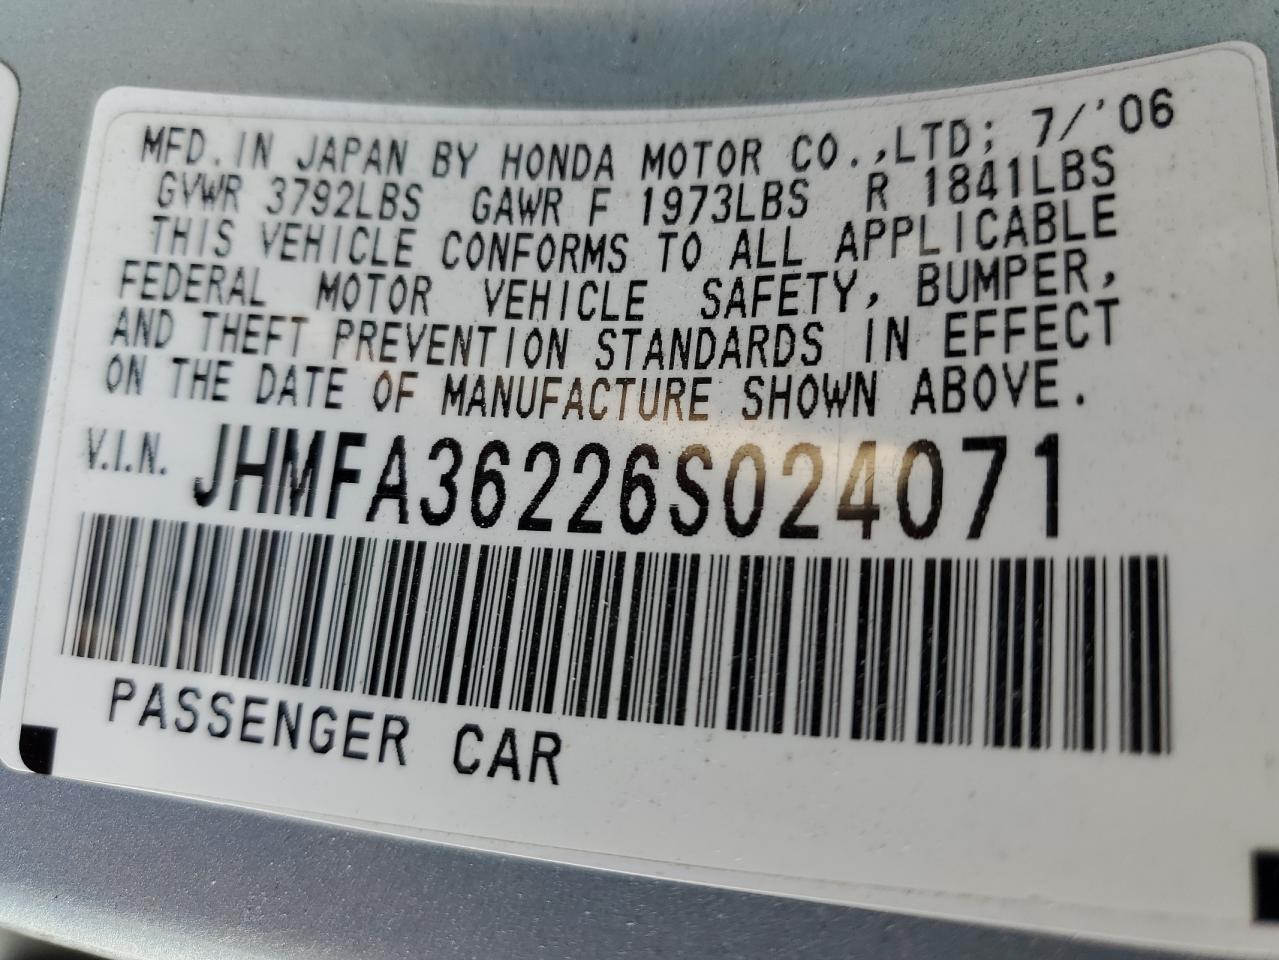 MFD. IN JAPAN BY HONDA MOTOR CO.,LTD; 7/'06
GVWR 3792LBS GAWR F 1973LBS R 1841LBS
THIS VEHICLE CONFORMS TO ALL APPLICABLE
FEDERAL MOTOR VEHICLE SAFETY, BUMPER,
AND THEFT PREVENTION STANDARDS IN EFFECT
ON THE DATE OF MANUFACTURE SHOWN ABOVE.
V.I.N. JHMFA36226S024071
PASSENGER CAR